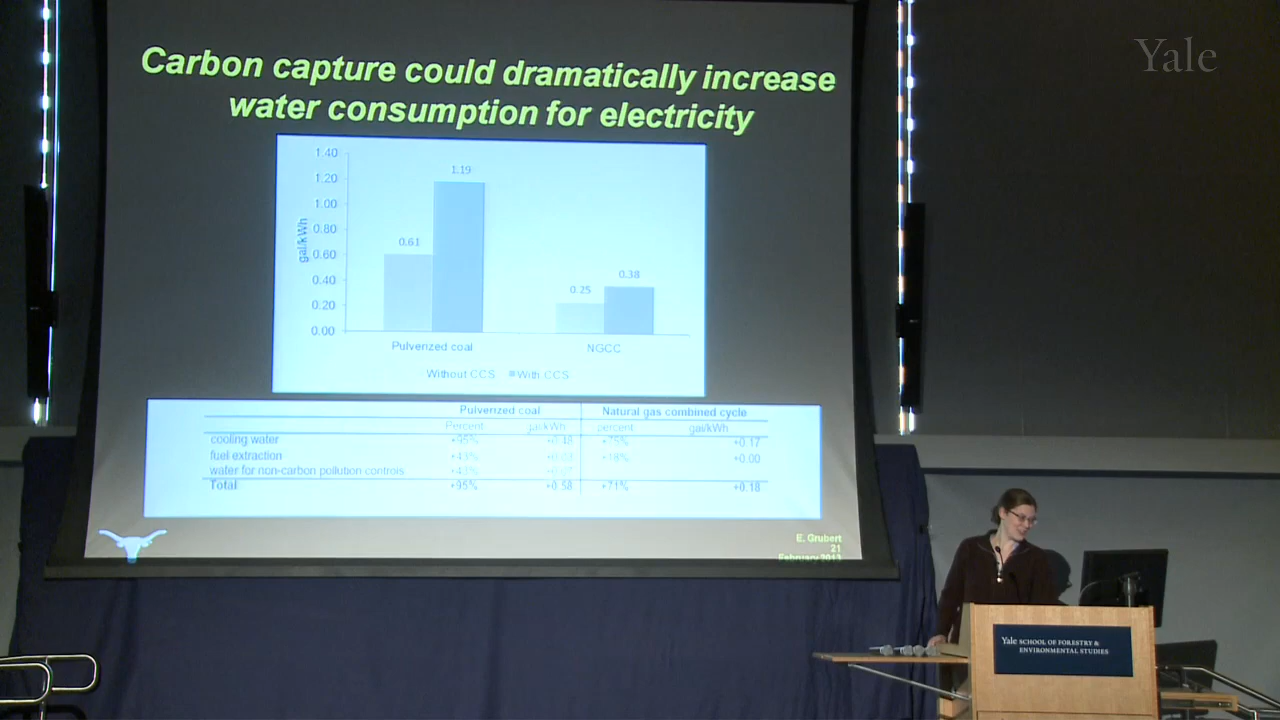 Yale
Carbon capture could dramatically increase
water consumption for electricity
1.40
1.20
1.00
0.80
0.60
0.40
0.20
0.00
gal/kWh
0.61
1.19
0.25
0.38
Pulverized coal
NGCC
Without CCS
With CCS
Pulverized coal Natural gas combined cycle
Percent gal/kWh percent gal/kWh
cooling water +95% +0.48 +75% +0.17
fuel extraction +43% +18% +0.00
water for non-carbon pollution controls
Total +95% +0.58 +71% +0.18
E. Grubert
21
February 2013
Yale SCHOOL OF FORESTRY &
ENVIRONMENTAL STUDIES